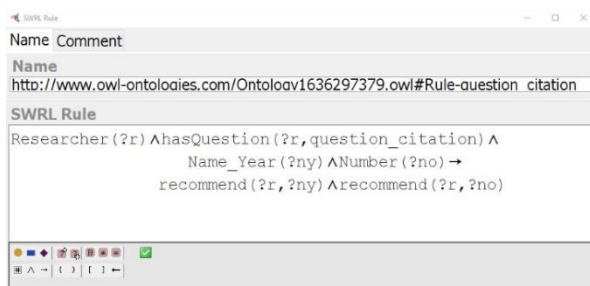 SWRL Rule
Name Comment
Name
http://www.owl-ontologies.com/Ontology1636297379.owl#Rule-question_citation
SWRL Rule
Researcher(?r)∧hasQuestion(?r,question_citation)∧
Name_Year(?ny)∧Number(?no)→
recommend(?r,?ny)∧recommend(?r,?no)
∧ → ( ) [ ] ←